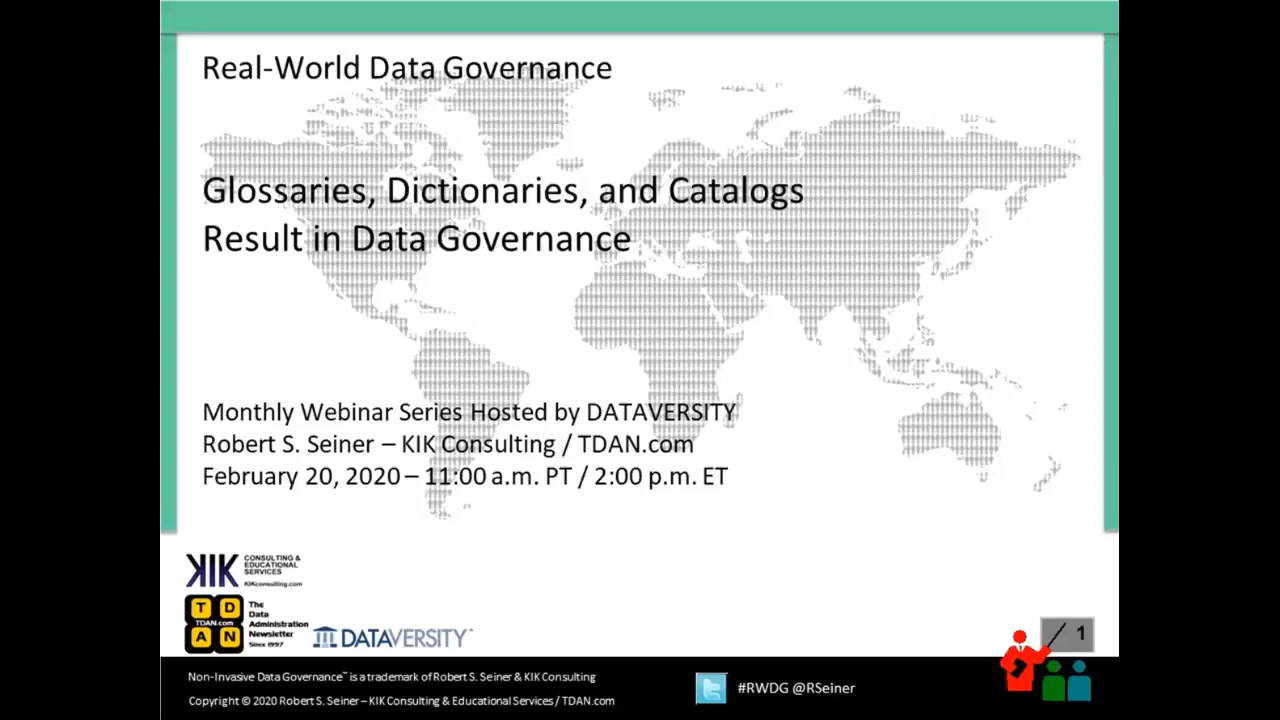 Real-World Data Governance
Glossaries, Dictionaries, and Catalogs
Result in Data Governance
Monthly Webinar Series Hosted by DATAVERSITY
Robert S. Seiner – KIK Consulting / TDAN.com
February 20, 2020 – 11:00 a.m. PT / 2:00 p.m. ET
KIK CONSULTING &
EDUCATIONAL
SERVICES
KIKconsulting.com
T D
TDAN.com
A N
The
Data
Administration
Newsletter
Since 1997
DATAVERSITY™
1
Non-Invasive Data Governance™ is a trademark of Robert S. Seiner & KIK Consulting
Copyright © 2020 Robert S. Seiner – KIK Consulting & Educational Services / TDAN.com
#RWDG @RSeiner